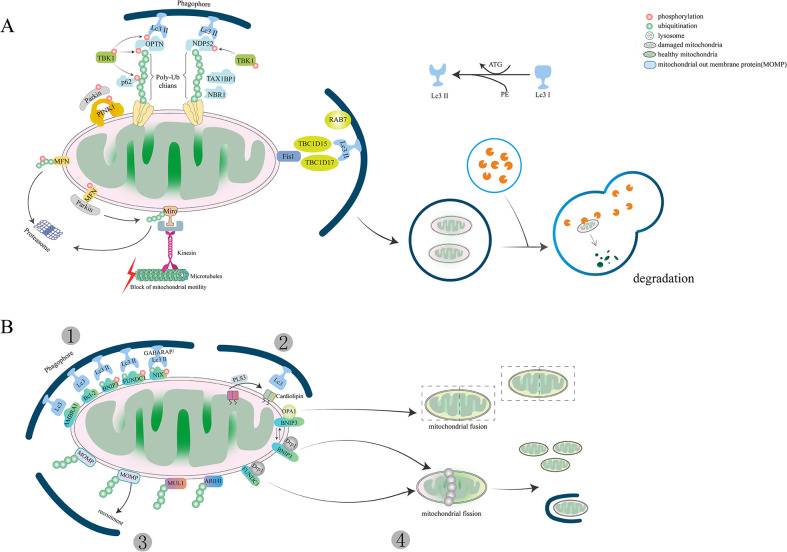 A
Phagophore
Lc3 II
Lc3 II
OPTN
NDP52
TBK1
TBK1
p62
Poly-Ub
chians
TAX1BP1
NBR1
Parkin
PINK1
MFN
MFN
Parkin
Miro
Proteasome
Kinesin
Microtubules
Block of mitochondrial motility
Fis1
TBC1D15
TBC1D17
RAB7
Lc3 II
ATG
Lc3 II
PE
Lc3 I
phosphorylation
ubiquitination
lysosome
damaged mitochondria
healthy mitochondria
mitochondrial out membrane protein(MOMP)
degradation
B
1
2
Phagophore
GABARAP/
Lc3 II
Lc3 II
Lc3 II
Lc3
Lc3
AMBRA1
Bcl-2
BNIP3
FUNDC1
NIX
PLS3
Lc3
Cardiolipin
OPA1
BNIP3
Drp1
BNIP3
Drp1
FUNDC1
MOMP
MOMP
MUL1
ARIH1
recruitment
3
4
mitochondrial fusion
mitochondrial fission